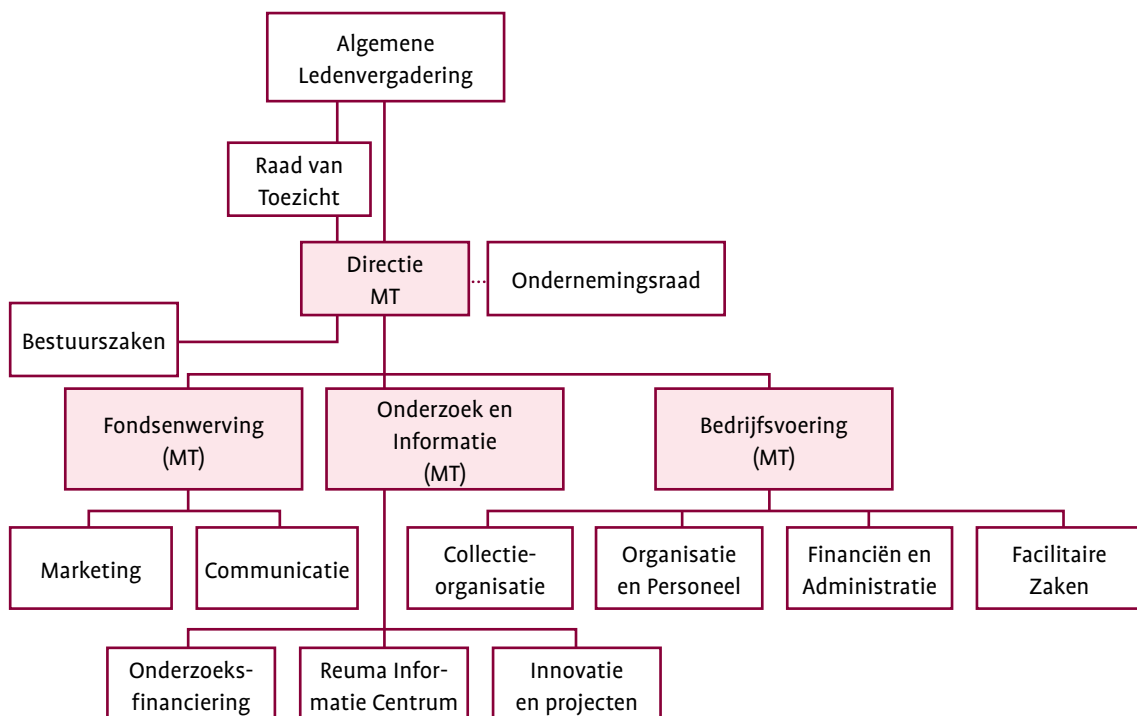 Algemene
Ledenvergadering
Raad van
Toezicht
Directie
MT
...
Ondernemingsraad
Bestuurszaken
Fondsenwerving
(MT)
Onderzoek en
Informatie
(MT)
Bedrijfsvoering
(MT)
Marketing
Communicatie
Collectie-
organisatie
Organisatie
en Personeel
Financiën en
Administratie
Facilitaire
Zaken
Onderzoeks-
financiering
Reuma Infor-
matie Centrum
Innovatie
en projecten